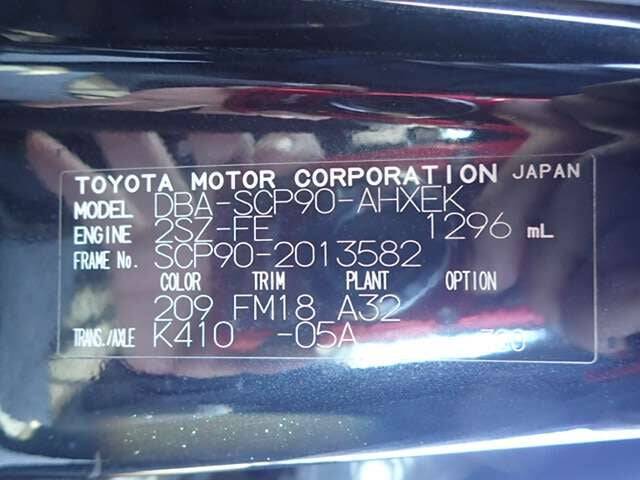 TOYOTA MOTOR CORPORATION JAPAN
MODEL DBA-SCP90-AHXEK
ENGINE 2SZ-FE 1296 mL
FRAME No. SCP90-2013582
COLOR TRIM PLANT OPTION
209 FM18 A32
TRANS./AXLE K410 -05A 720